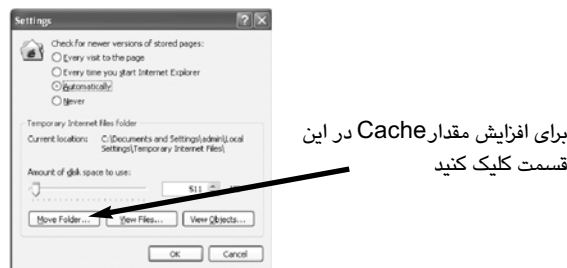 Settings
Check for newer versions of stored pages:
Every visit to the page
Every time you start Internet Explorer
Automatically
Never
Temporary Internet files folder
Current location: C:\Documents and Settings\admin\Local
Settings\Temporary Internet Files\
Amount of disk space to use:
511
Move Folder... View Files... View Objects...
OK Cancel
برای افزایش مقدار Cache در این
قسمت کلیک کنید